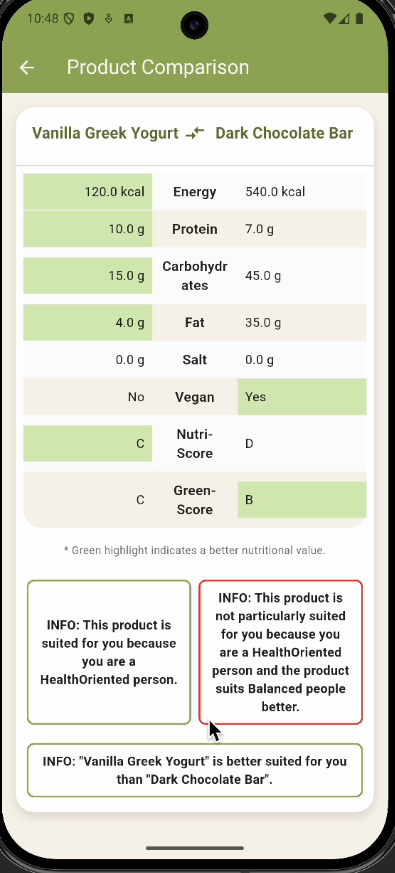 10:48
Product Comparison
Vanilla Greek Yogurt Dark Chocolate Bar
120.0 kcal Energy 540.0 kcal
10.0 g Protein 7.0 g
15.0 g Carbohydr
ates 45.0 g
4.0 g Fat 35.0 g
0.0 g Salt 0.0 g
No Vegan Yes
C Nutri-
Score D
C Green-
Score B
* Green highlight indicates a better nutritional value.
INFO: This product is
suited for you because
you are a
HealthOriented person.
INFO: This product is
not particularly suited
for you because you
are a HealthOriented
person and the product
suits Balanced people
better.
INFO: "Vanilla Greek Yogurt" is better suited for you
than "Dark Chocolate Bar".